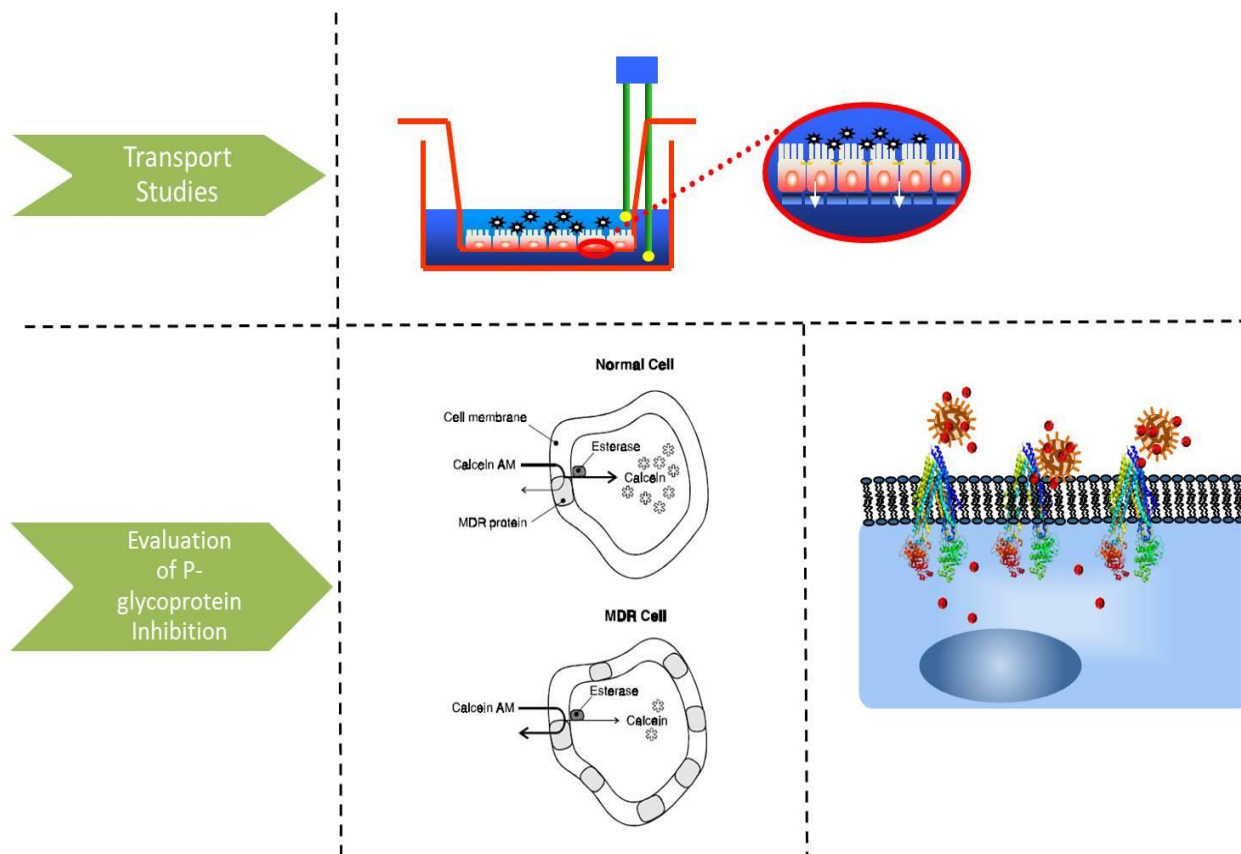 Transport
Studies
Normal Cell
Cell membrane
Esterase
Calcein AM
Calcein
MDR protein
Evaluation
of P-
glycoprotein
Inhibition
MDR Cell
Esterase
Calcein AM
Calcein